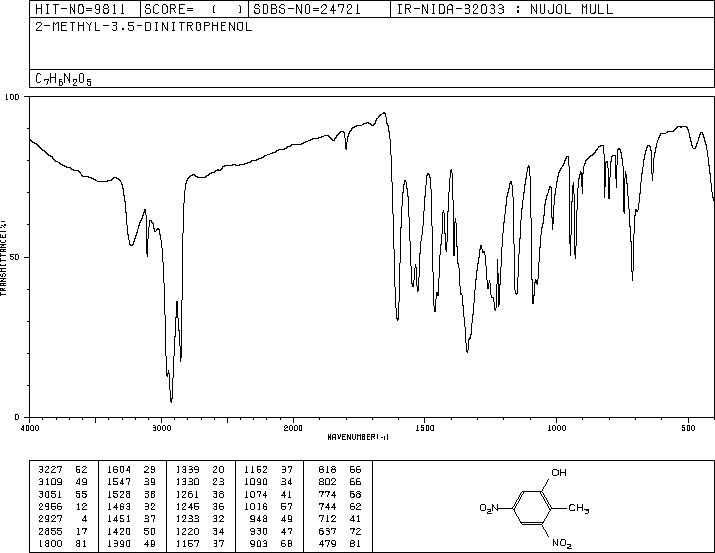 HIT-NO=9811 SCORE= ( ) SDBS-NO=24721 IR-NIDA-32033 : NUJOL MULL
2-METHYL-3,5-DINITROPHENOL
C7H6N2O5
100
50
0
TRANSMITTANCE(%)
4000 3000 2000 1500 1000 500
WAVENUMBER(-1)
3227 52 1604 29 1339 20 1152 37 818 66
3109 49 1547 39 1330 23 1090 34 802 66
3051 55 1528 38 1261 38 1074 41 774 68
2956 12 1463 32 1245 36 1016 57 744 62
2927 4 1451 37 1233 32 948 49 712 41
2855 17 1420 50 1220 34 930 47 637 72
1800 81 1390 49 1157 37 903 68 479 81
OH
O2N
CH3
NO2